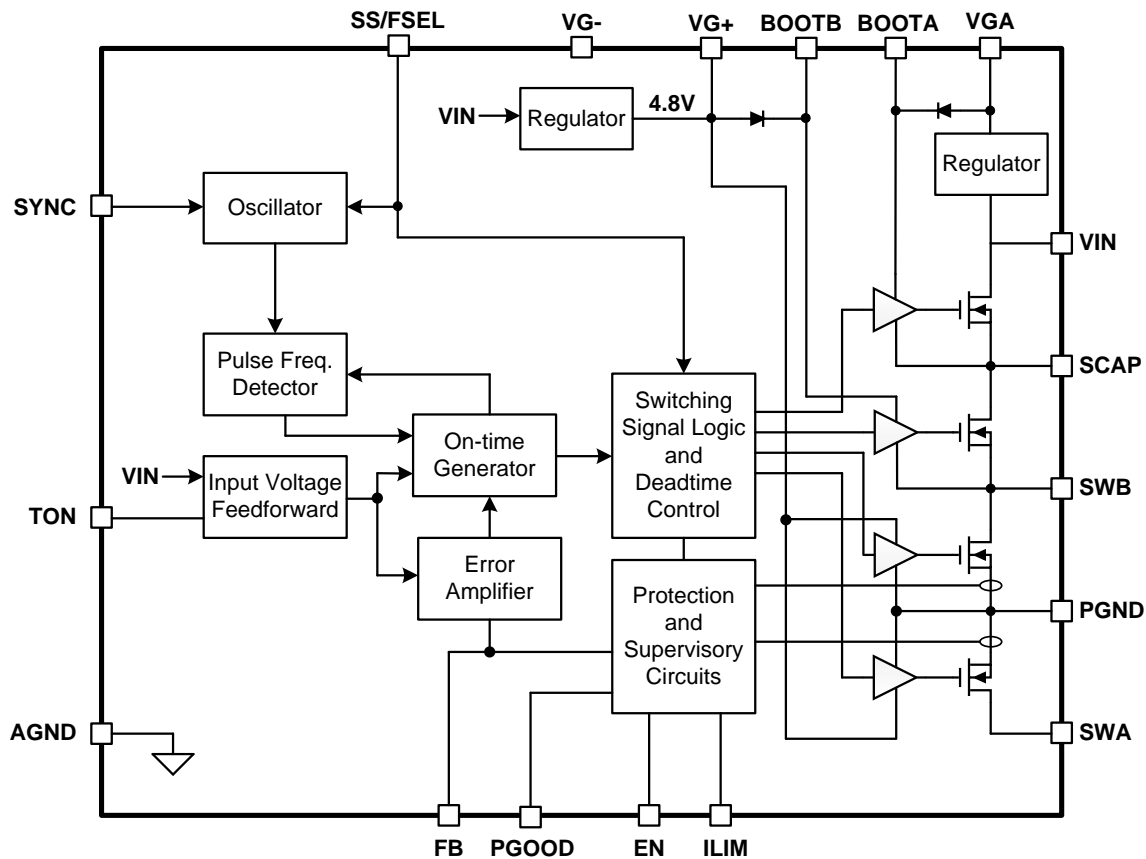 SS/FSEL
VG-
VG+
BOOTB
BOOTA
VGA
VIN
Regulator
4.8V
Regulator
SYNC
Oscillator
VIN
Pulse Freq.
Detector
SCAP
Switching
Signal Logic
and
Deadtime
Control
On-time
Generator
VIN
Input Voltage
Feedforward
TON
SWB
Error
Amplifier
Protection
and
Supervisory
Circuits
PGND
AGND
SWA
FB
PGOOD
EN
ILIM